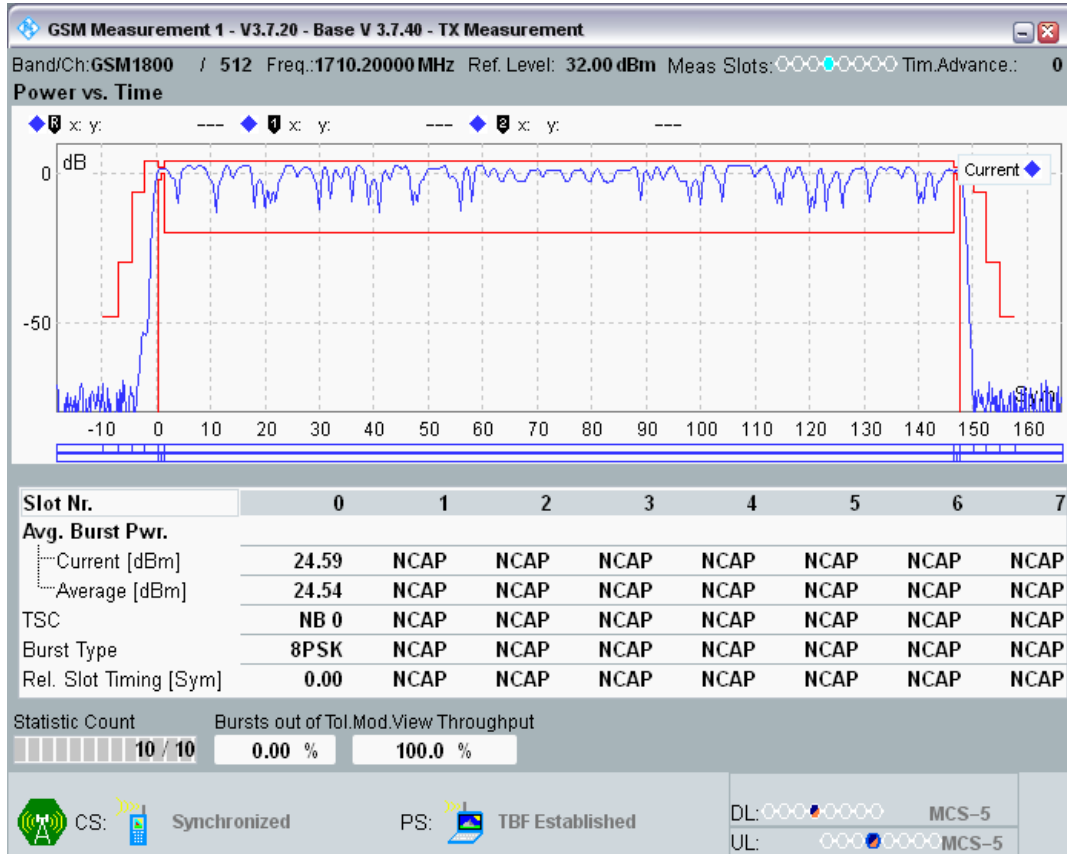 GSM Measurement 1 - V3.7.20 - Base V 3.7.40 - TX Measurement
Band/Ch:GSM1800 / 512 Freq.:1710.20000 MHz Ref. Level: 32.00 dBm Meas Slots: Tim.Advance.: 0
Power vs. Time
R x: y: --- 1 x: y: --- 2 x: y: ---
dB
Current
0
-50
Sym
-10 0 10 20 30 40 50 60 70 80 90 100 110 120 130 140 150 160
Slot Nr. 0 1 2 3 4 5 6 7
Avg. Burst Pwr.
Current [dBm] 24.59 NCAP NCAP NCAP NCAP NCAP NCAP NCAP
Average [dBm] 24.54 NCAP NCAP NCAP NCAP NCAP NCAP NCAP
TSC NB 0 NCAP NCAP NCAP NCAP NCAP NCAP NCAP
Burst Type 8PSK NCAP NCAP NCAP NCAP NCAP NCAP NCAP
Rel. Slot Timing [Sym] 0.00 NCAP NCAP NCAP NCAP NCAP NCAP NCAP
Statistic Count Bursts out of Tol.Mod.View Throughput
10 / 10 0.00 % 100.0 %
CS: Synchronized PS: TBF Established DL: MCS-5
UL: MCS-5